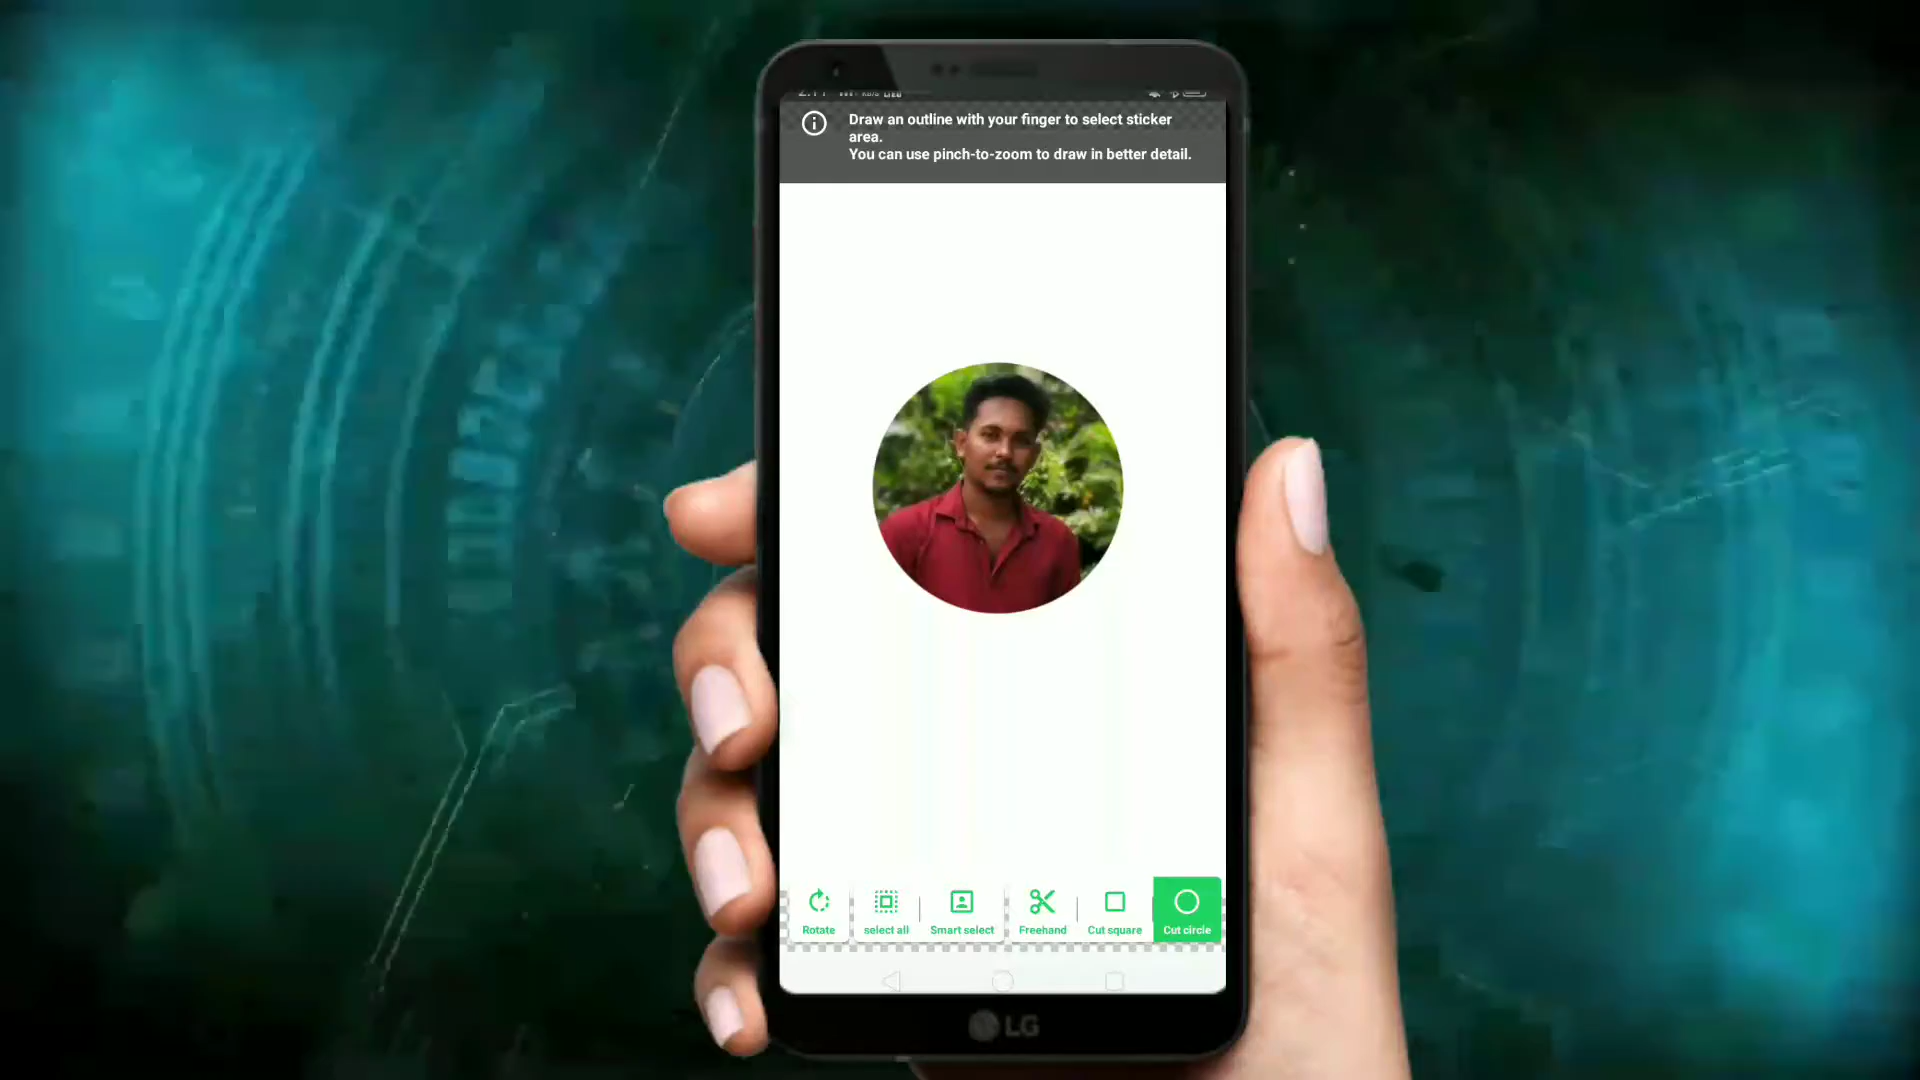 Draw an outline with your finger to select sticker
area.
You can use pinch-to-zoom to draw in better detail.
Rotate
select all
Smart select
Freehand
Cut square
Cut circle
LG